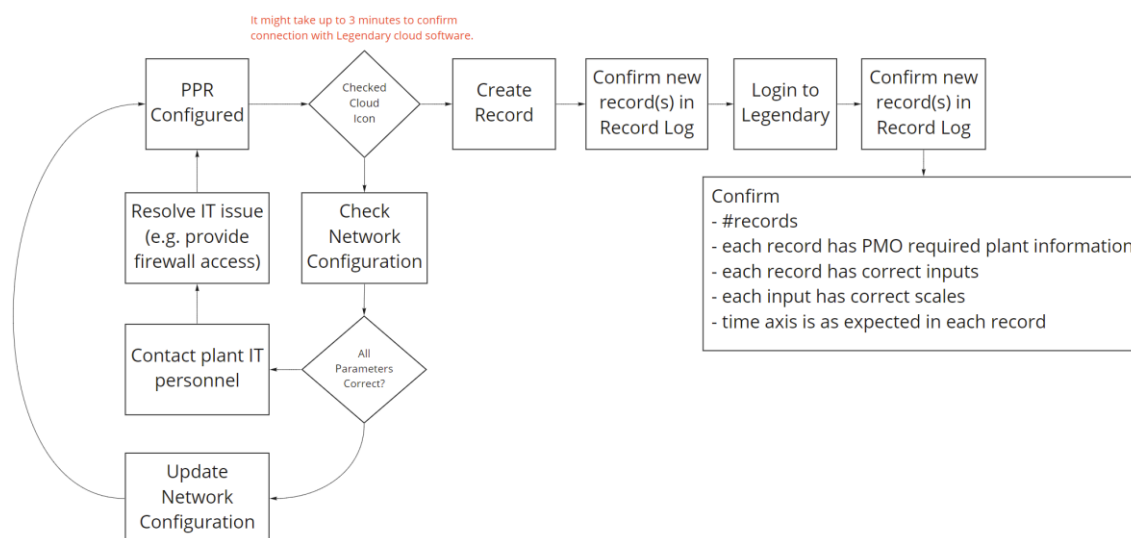 It might take up to 3 minutes to confirm
connection with Legendary cloud software.
PPR
Configured
Checked
Cloud
Icon
Create
Record
Confirm new
record(s) in
Record Log
Login to
Legendary
Confirm new
record(s) in
Record Log
Resolve IT issue
(e.g. provide
firewall access)
Check
Network
Configuration
Confirm
- #records
- each record has PMO required plant information
- each record has correct inputs
- each input has correct scales
- time axis is as expected in each record
Contact plant IT
personnel
All
Parameters
Correct?
Update
Network
Configuration